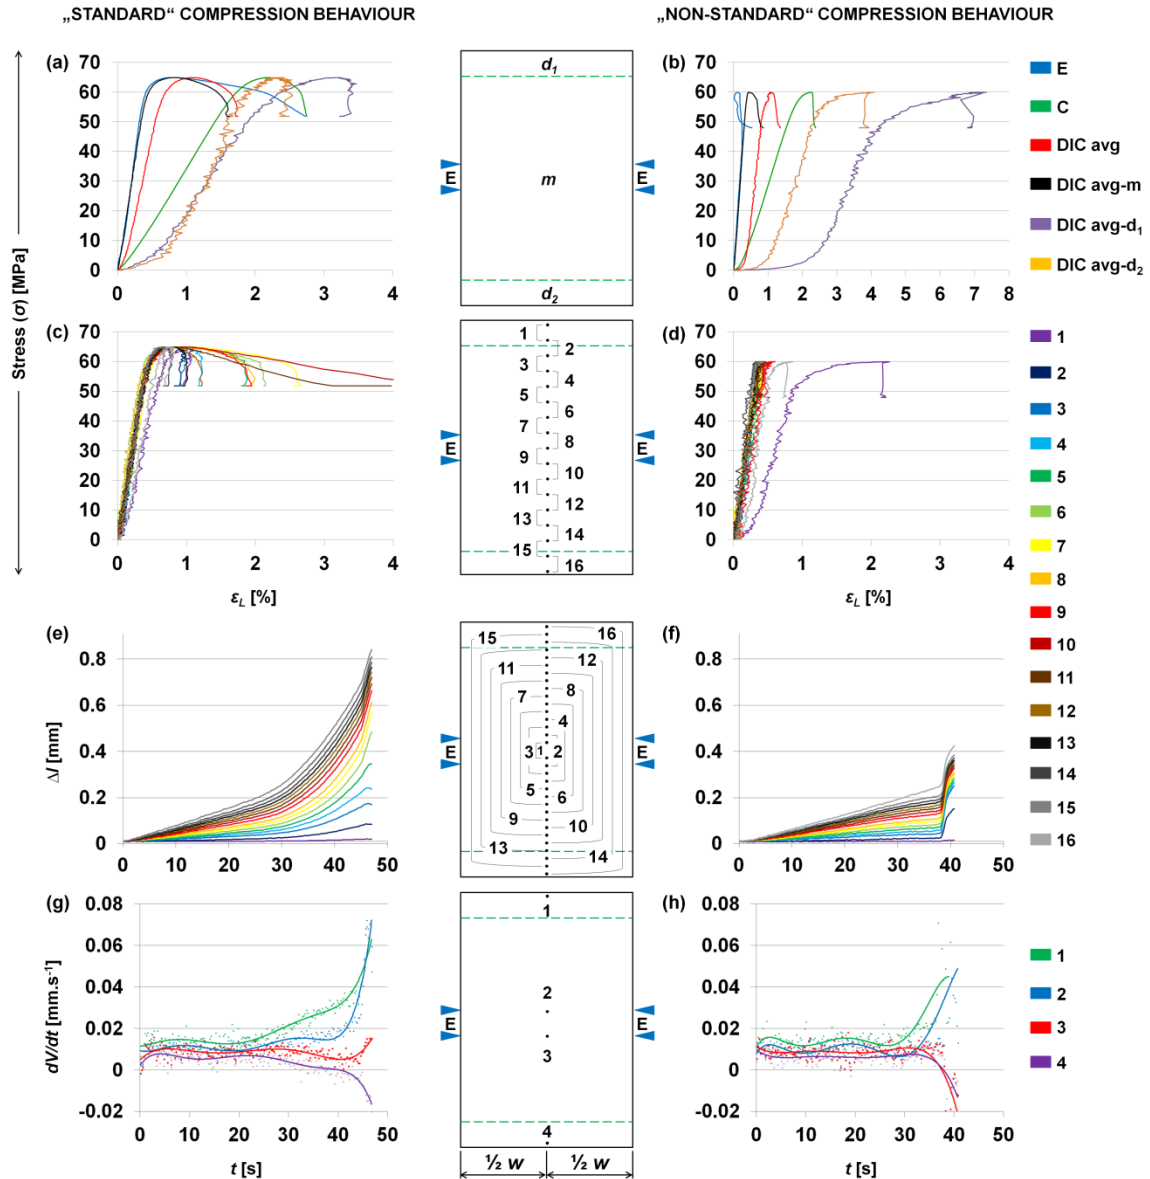 „STANDARD“ COMPRESSION BEHAVIOUR
„NON-STANDARD“ COMPRESSION BEHAVIOUR
Stress (σ) [MPa]
(a)
70
60
50
40
30
20
10
0
0 1 2 3 4
d1
m
d2
E E
(b)
70
60
50
40
30
20
10
0
0 1 2 3 4 5 6 7 8
E
C
DIC avg
DIC avg-m
DIC avg-d1
DIC avg-d2
(c)
70
60
50
40
30
20
10
0
0 1 2 3 4
εL [%]
1
2
3
4
5
6
7
8
E E
9
10
11
12
13
14
15
16
(d)
70
60
50
40
30
20
10
0
0 1 2 3 4
εL [%]
1
2
3
4
5
6
7
8
9
10
11
12
13
14
15
16
(e)
Δl [mm]
0.8
0.6
0.4
0.2
0
0 10 20 30 40 50
15 16
11 12
7 8
4
E E
3 1 2
5 6
9 10
13 14
(f)
0.8
0.6
0.4
0.2
0
0 10 20 30 40 50
(g)
dV/dt [mm.s-1]
0.08
0.06
0.04
0.02
0
-0.02
0 10 20 30 40 50
t [s]
1
2
E E
3
4
½ w ½ w
(h)
0.08
0.06
0.04
0.02
0
-0.02
0 10 20 30 40 50
t [s]
1
2
3
4